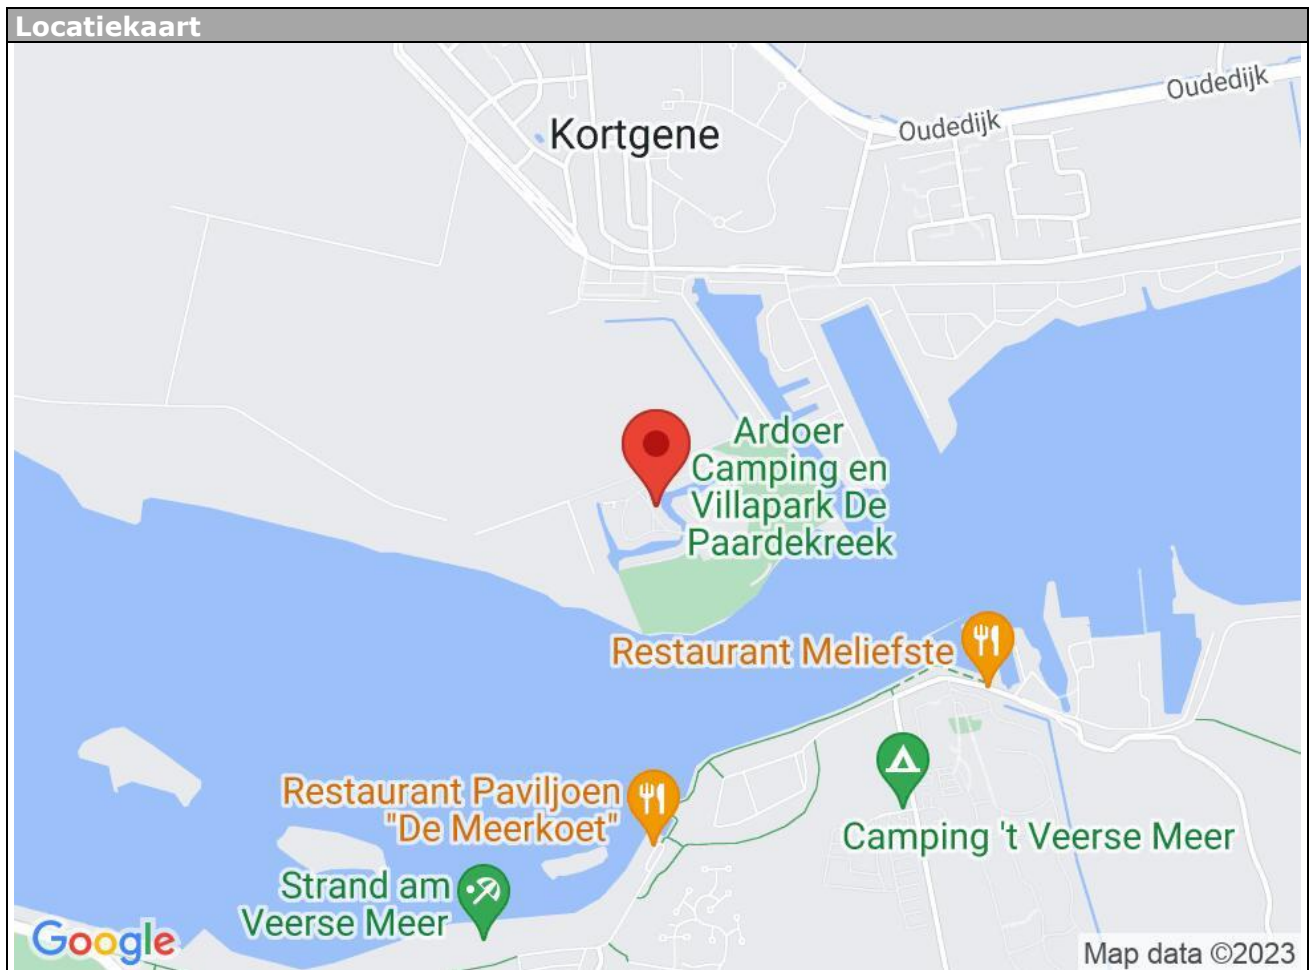 Locatiekaart
Oudedijk
Oudedijk
Kortgene
Ardoer
Camping en
Villapark De
Paardekreek
Restaurant Meliefste
Restaurant Paviljoen
"De Meerkoet"
Camping 't Veerse Meer
Strand am
Veerse Meer
Google
Map data ©2023